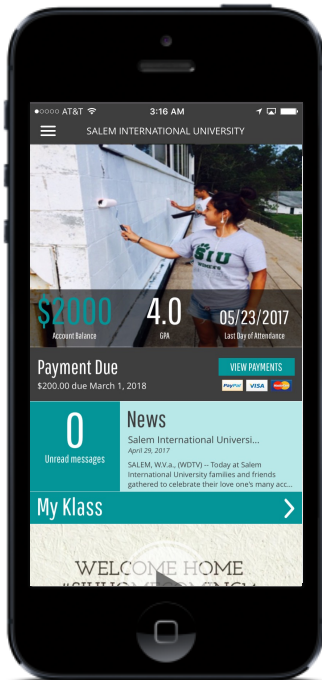 AT&T 3:16 AM
SALEM INTERNATIONAL UNIVERSITY
SIU
$2000 4.0 05/23/2017
Account Balance GPA Last Day of Attendance
Payment Due
VIEW PAYMENTS
$200.00 due March 1, 2018
PayPal VISA MasterCard
0
Unread messages
News
Salem International Universi...
April 29, 2017
SALEM, W.V.a., (WDTV) -- Today at Salem
International University families and friends
gathered to celebrate their love one's many acc...
My Klass
WELCOME HOME